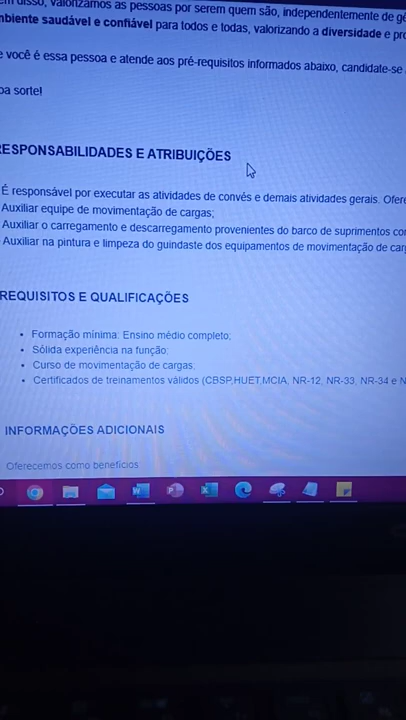 disso, valorizamos as pessoas por serem quem são, independentemente de
ambiente saudável e confiável para todos e todas, valorizando a diversidade e
e você é essa pessoa e atende aos pré-requisitos informados abaixo, candidate-se
oa sorte!
RESPONSABILIDADES E ATRIBUIÇÕES
É responsável por executar as atividades de convés e demais atividades gerais.
Auxiliar equipe de movimentação de cargas;
Auxiliar o carregamento e descarregamento provenientes do barco de suprimentos
Auxiliar na pintura e limpeza do guindaste dos equipamentos de movimentação de
REQUISITOS E QUALIFICAÇÕES
• Formação mínima: Ensino médio completo;
• Sólida experiência na função;
• Curso de movimentação de cargas;
• Certificados de treinamentos válidos (CBSP,HUET,MCIA, NR-12, NR-33, NR-34 e N
INFORMAÇÕES ADICIONAIS
Oferecemos como benefícios